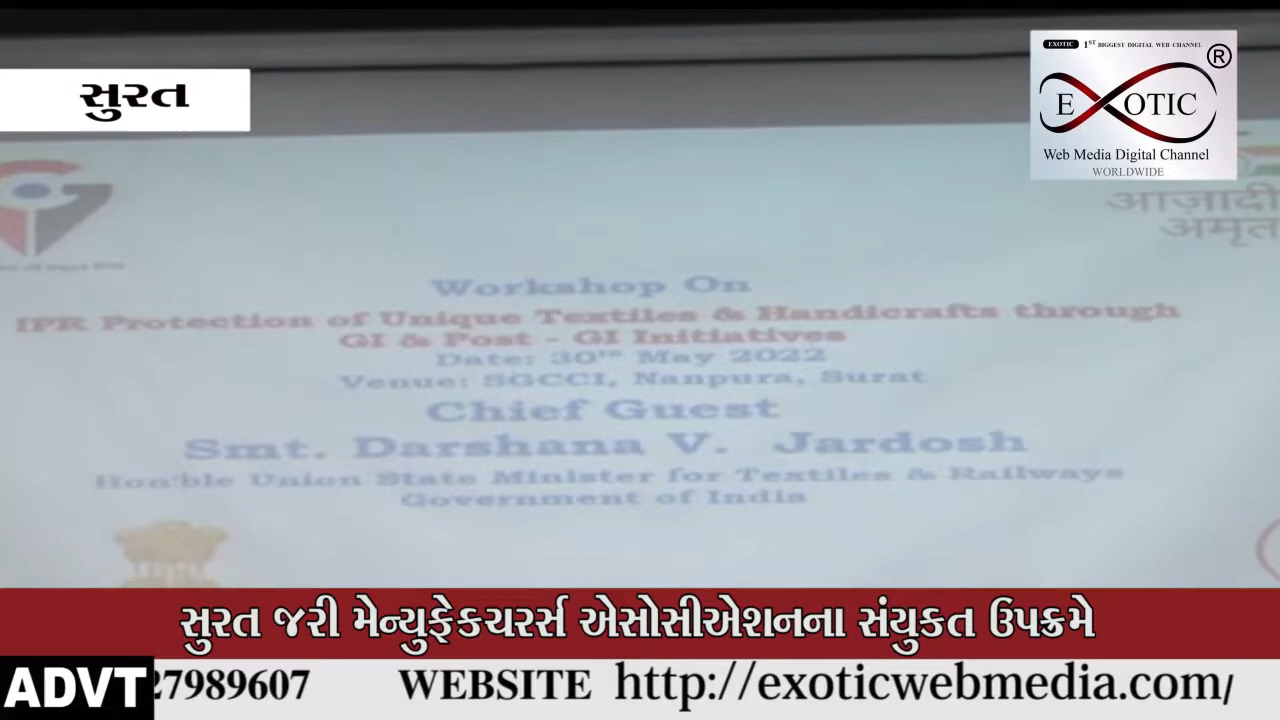 EXOTIC 1ST BIGGEST DIGITAL WEB CHANNEL
®
EXOTIC
Web Media Digital Channel
WORLDWIDE
સુરત
आज़ादी
अमृत
Workshop On
IPR Protection of Unique Textiles & Handicrafts through
GI & Post - GI Initiatives
Date: 30TH May 2022
Venue: SGCCI, Nanpura, Surat
Chief Guest
Smt. Darshana V. Jardosh
Hon'ble Union State Minister for Textiles & Railways
Government of India
સુરત જરી મેન્યુફેકચરર્સ એસોસીએશનના સંયુકત ઉપક્રમે
ADVT 27989607 WEBSITE http://exoticwebmedia.com/